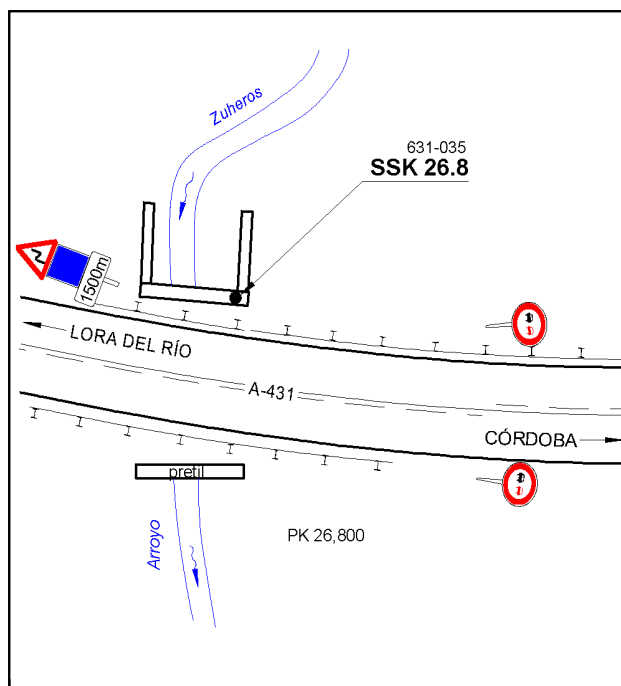 Zuheros
631-035
SSK 26.8
1500m
LORA DEL RÍO
A-431
CÓRDOBA
pretil
Arroyo
PK 26,800